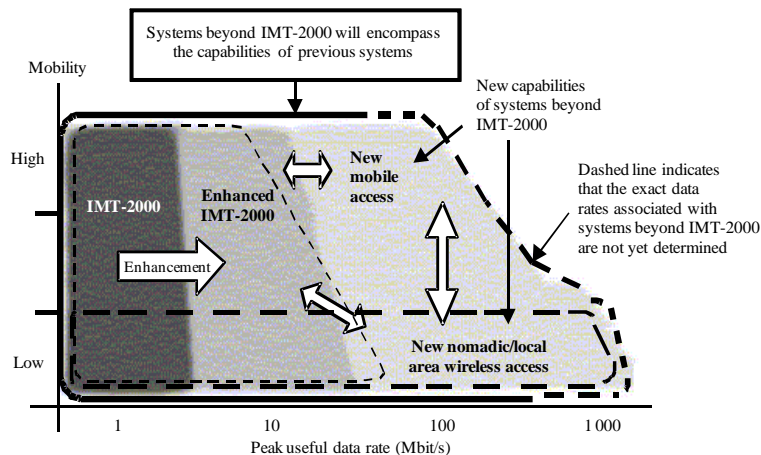 Systems beyond IMT-2000 will encompass
the capabilities of previous systems
Mobility
New capabilities
of systems beyond
IMT-2000
High
New
mobile
access
Dashed line indicates
that the exact data
rates associated with
systems beyond IMT-2000
are not yet determined
IMT-2000
Enhanced
IMT-2000
Enhancement
Low
New nomadic/local
area wireless access
1 10 100 1 000
Peak useful data rate (Mbit/s)